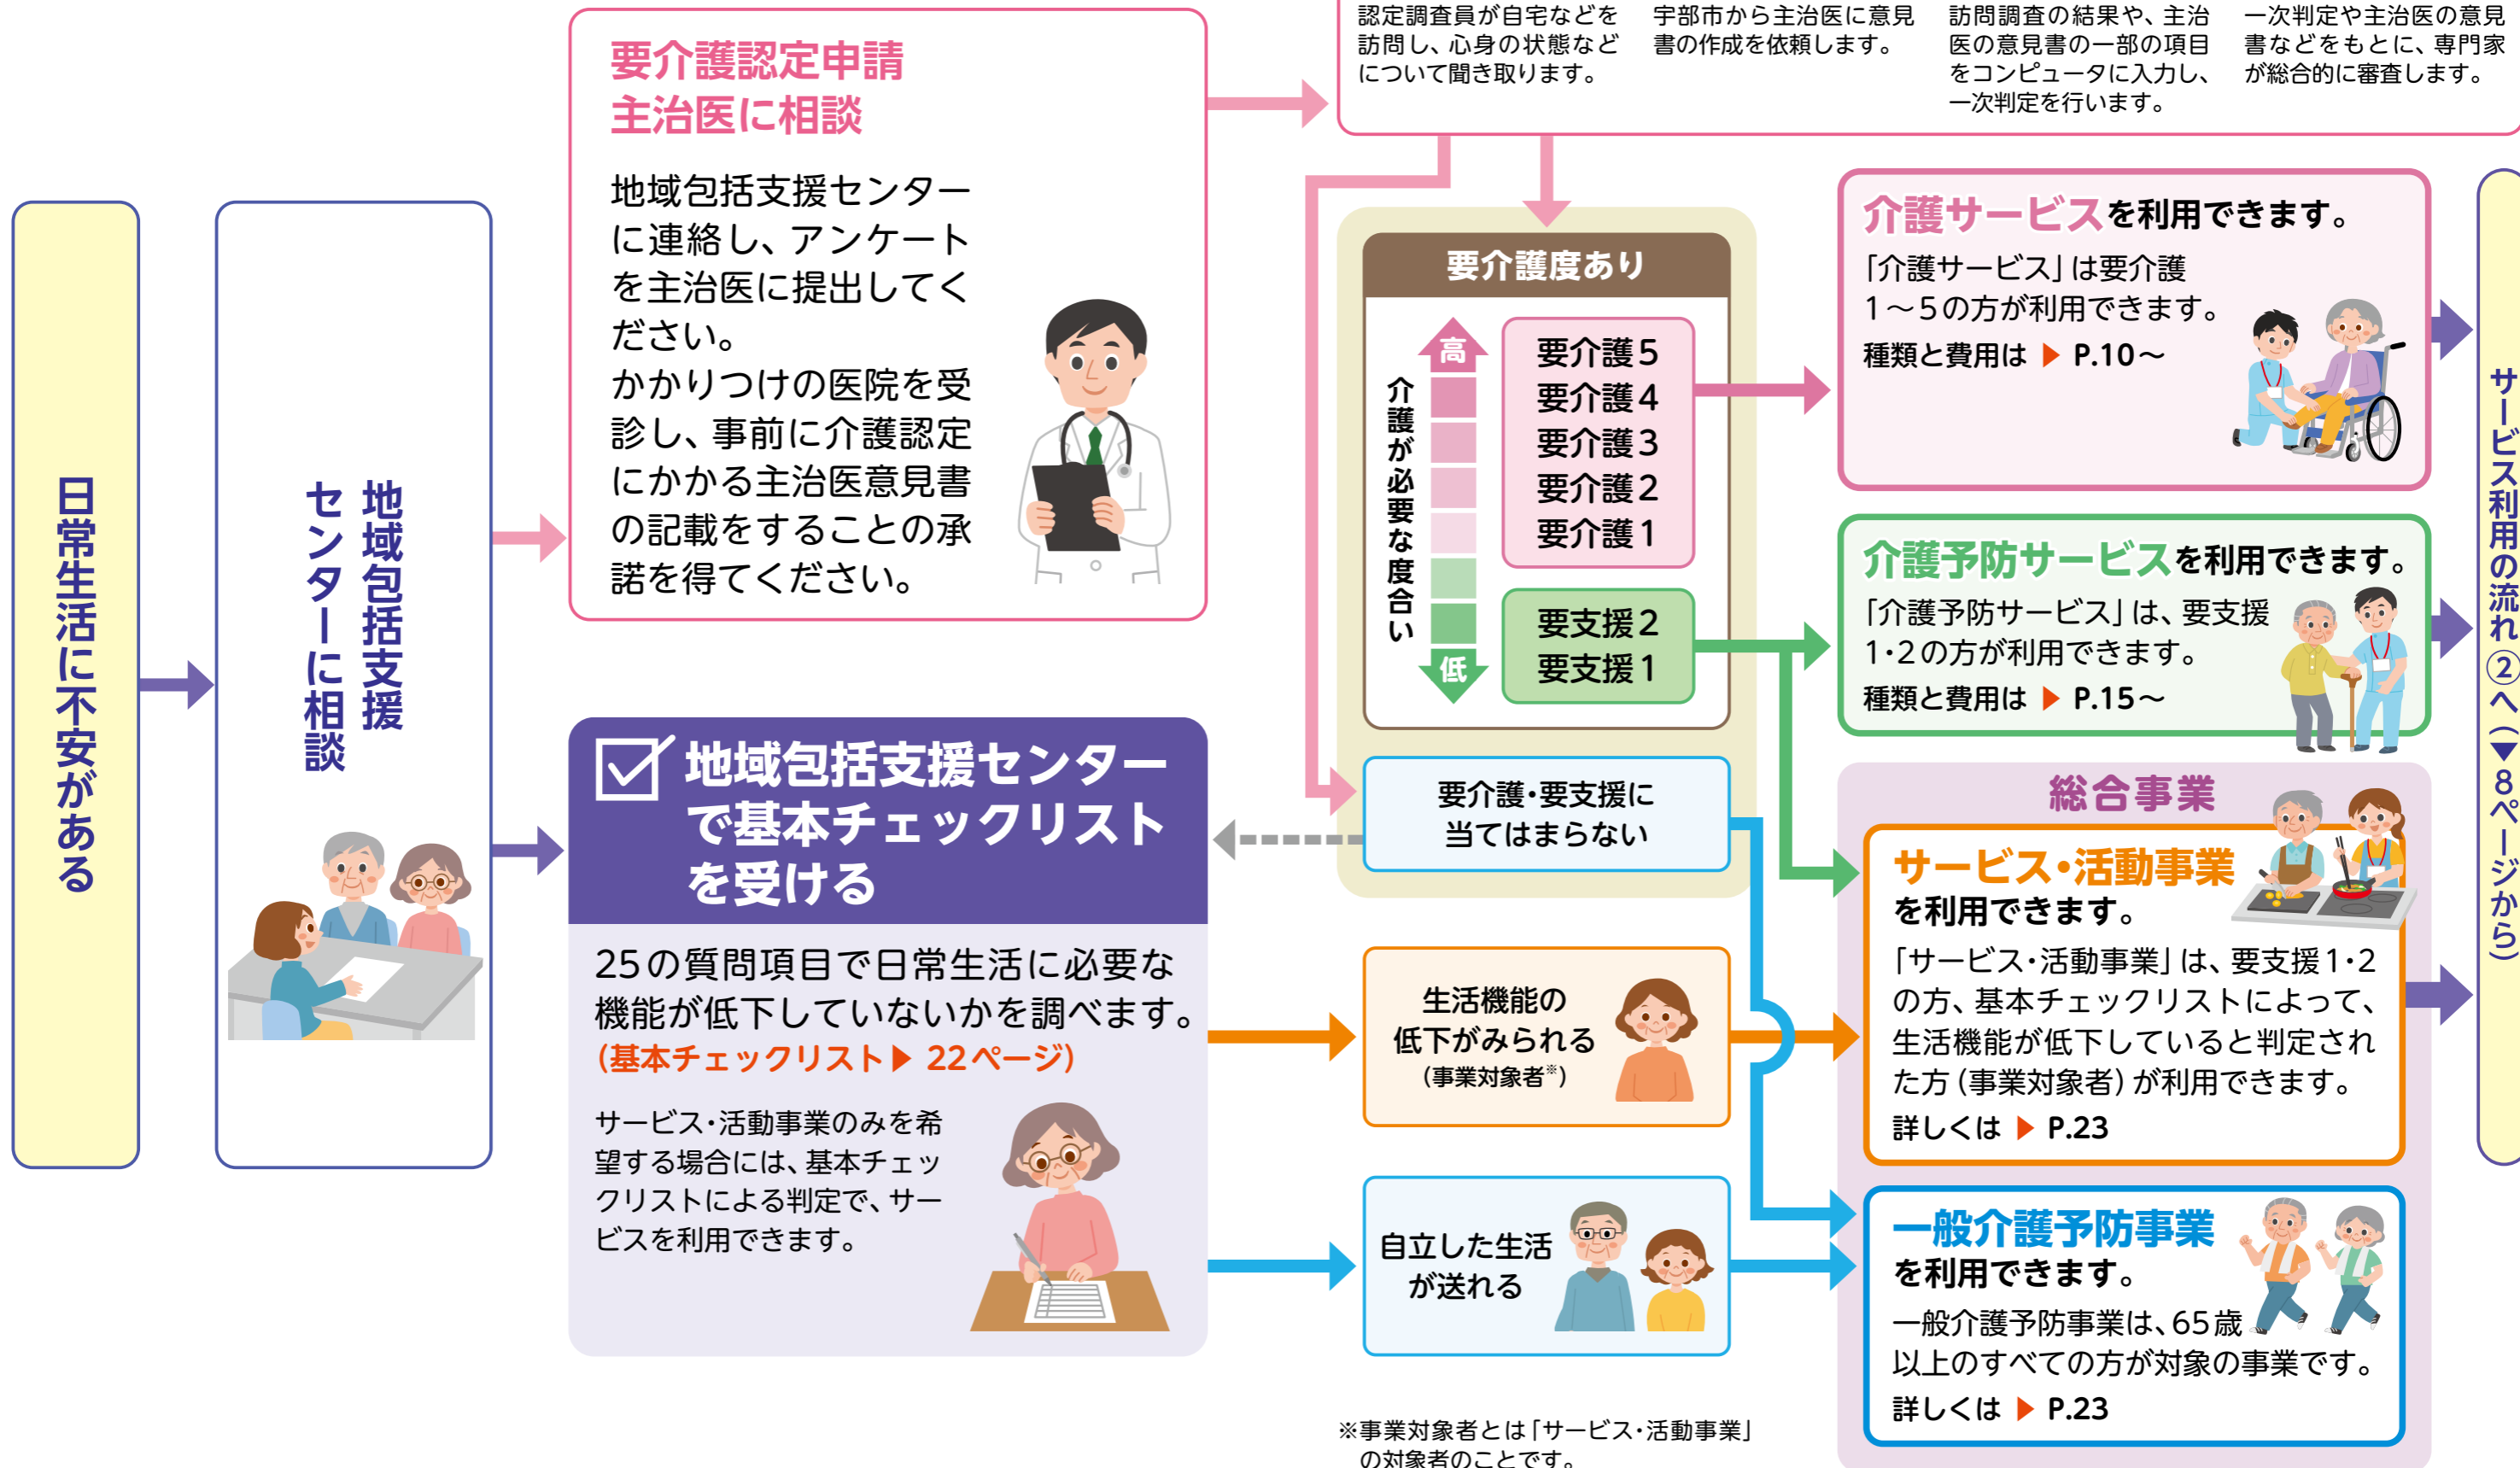 日常生活に不安がある
地域包括支援
センターに相談
要介護認定申請
主治医に相談
地域包括支援センター
に連絡し、アンケート
を主治医に提出してく
ださい。
かかりつけの医院を受
診し、事前に介護認定
にかかる主治医意見書
の記載をすることの承
諾を得てください。
認定調査員が自宅などを
訪問し、心身の状態など
について聞き取ります。
宇部市から主治医に意見
書の作成を依頼します。
訪問調査の結果や、主治
医の意見書の一部の項目
をコンピュータに入力し、
一次判定を行います。
一次判定や主治医の意見
書などをもとに、専門家
が総合的に審査します。
地域包括支援センター
で基本チェックリスト
を受ける
25の質問項目で日常生活に必要な
機能が低下していないかを調べます。
(基本チェックリスト▶ 22ページ)
サービス・活動事業のみを希
望する場合には、基本チェッ
クリストによる判定で、サー
ビスを利用できます。
要介護度あり
介護が必要な度合い
高
低
要介護5
要介護4
要介護3
要介護2
要介護1
要支援2
要支援1
要介護・要支援に
当てはまらない
生活機能の
低下がみられる
(事業対象者※)
自立した生活
が送れる
※事業対象者とは「サービス・活動事業」
の対象者のことです。
介護サービスを利用できます。
「介護サービス」は要介護
1～5の方が利用できます。
種類と費用は ▶ P.10～
介護予防サービスを利用できます。
「介護予防サービス」は、要支援
1・2の方が利用できます。
種類と費用は ▶ P.15～
総合事業
サービス・活動事業
を利用できます。
「サービス・活動事業」は、要支援1・2
の方、基本チェックリストによって、
生活機能が低下していると判定され
た方(事業対象者)が利用できます。
詳しくは ▶ P.23
一般介護予防事業
を利用できます。
一般介護予防事業は、65歳
以上のすべての方が対象の事業です。
詳しくは ▶ P.23
サービス利用の流れ②へ(▼8ページから)